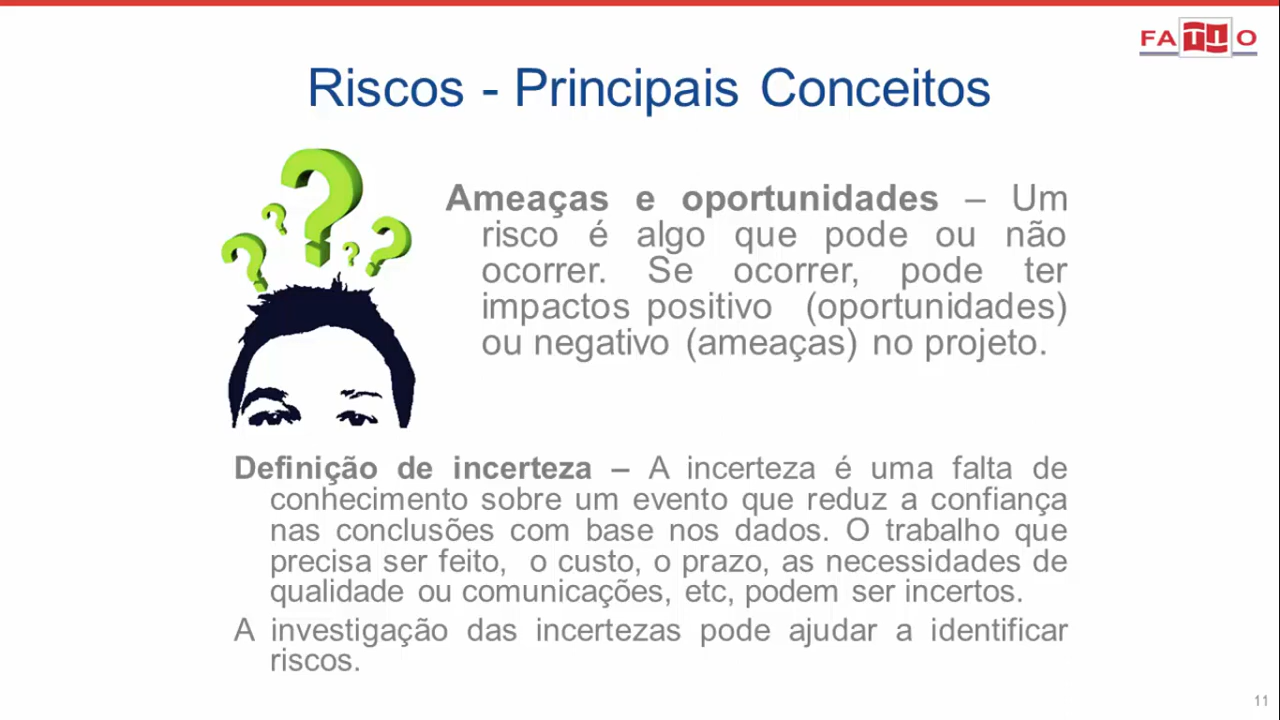 FATTO
Riscos - Principais Conceitos
Ameaças e oportunidades – Um
risco é algo que pode ou não
ocorrer. Se ocorrer, pode ter
impactos positivo (oportunidades)
ou negativo (ameaças) no projeto.
Definição de incerteza – A incerteza é uma falta de
conhecimento sobre um evento que reduz a confiança
nas conclusões com base nos dados. O trabalho que
precisa ser feito, o custo, o prazo, as necessidades de
qualidade ou comunicações, etc, podem ser incertos.
A investigação das incertezas pode ajudar a identificar
riscos.
11